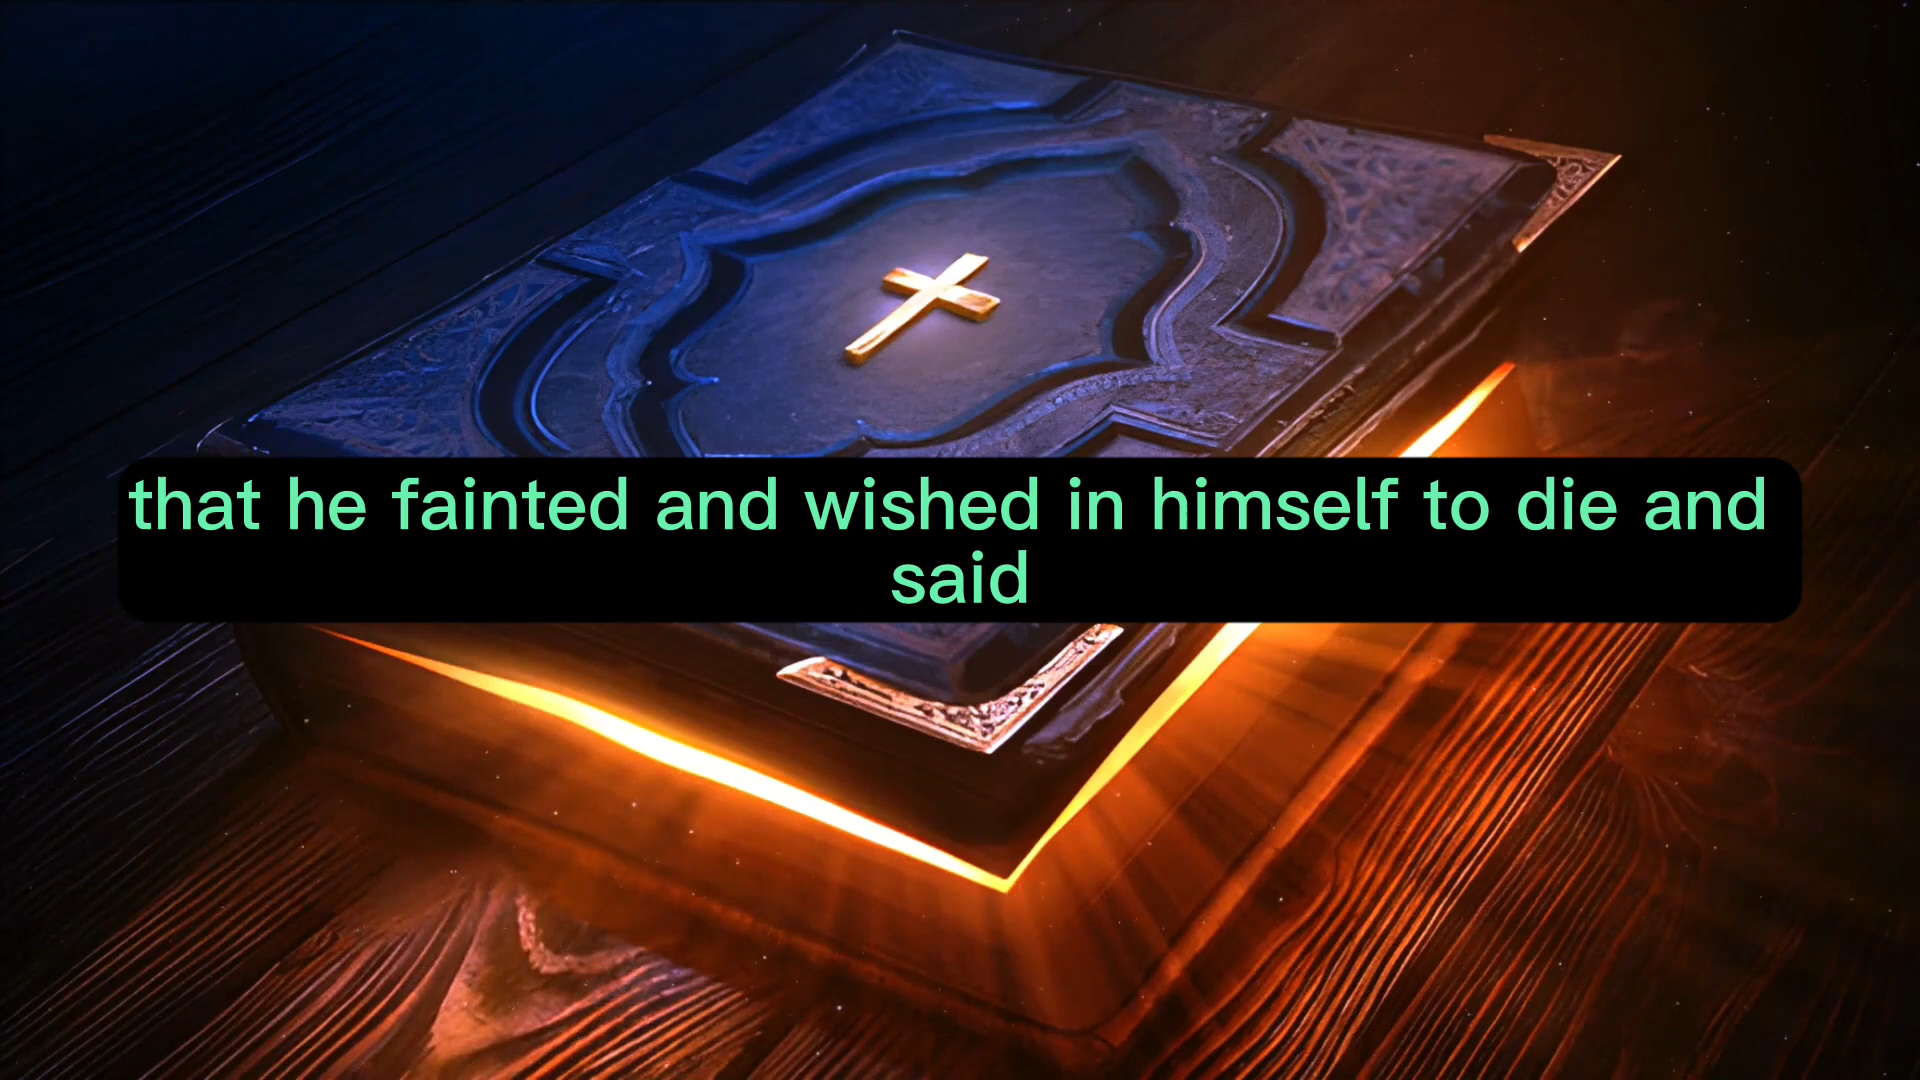 that he fainted and wished in himself to die and
said